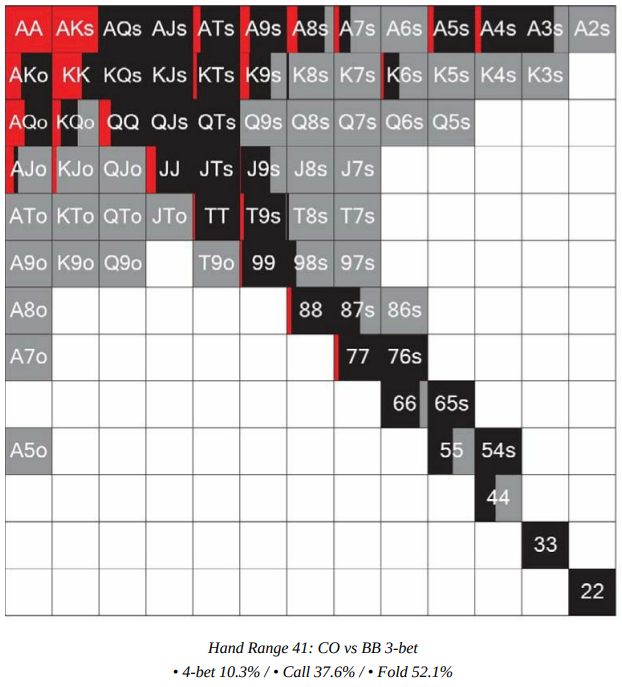 AA AKs AQs AJs ATs A9s A8s A7s A6s A5s A4s A3s A2s
AKo KK KQs KJs KTs K9s K8s K7s K6s K5s K4s K3s
AQo KQo QQ QJs QTs Q9s Q8s Q7s Q6s Q5s
AJo KJo QJo JJ JTs J9s J8s J7s
ATo KTo QTo JTo TT T9s T8s T7s
A9o K9o Q9o T9o 99 98s 97s
A8o 88 87s 86s
A7o 77 76s
66 65s
A5o 55 54s
44
33
22
Hand Range 41: CO vs BB 3-bet
• 4-bet 10.3% / • Call 37.6% / • Fold 52.1%